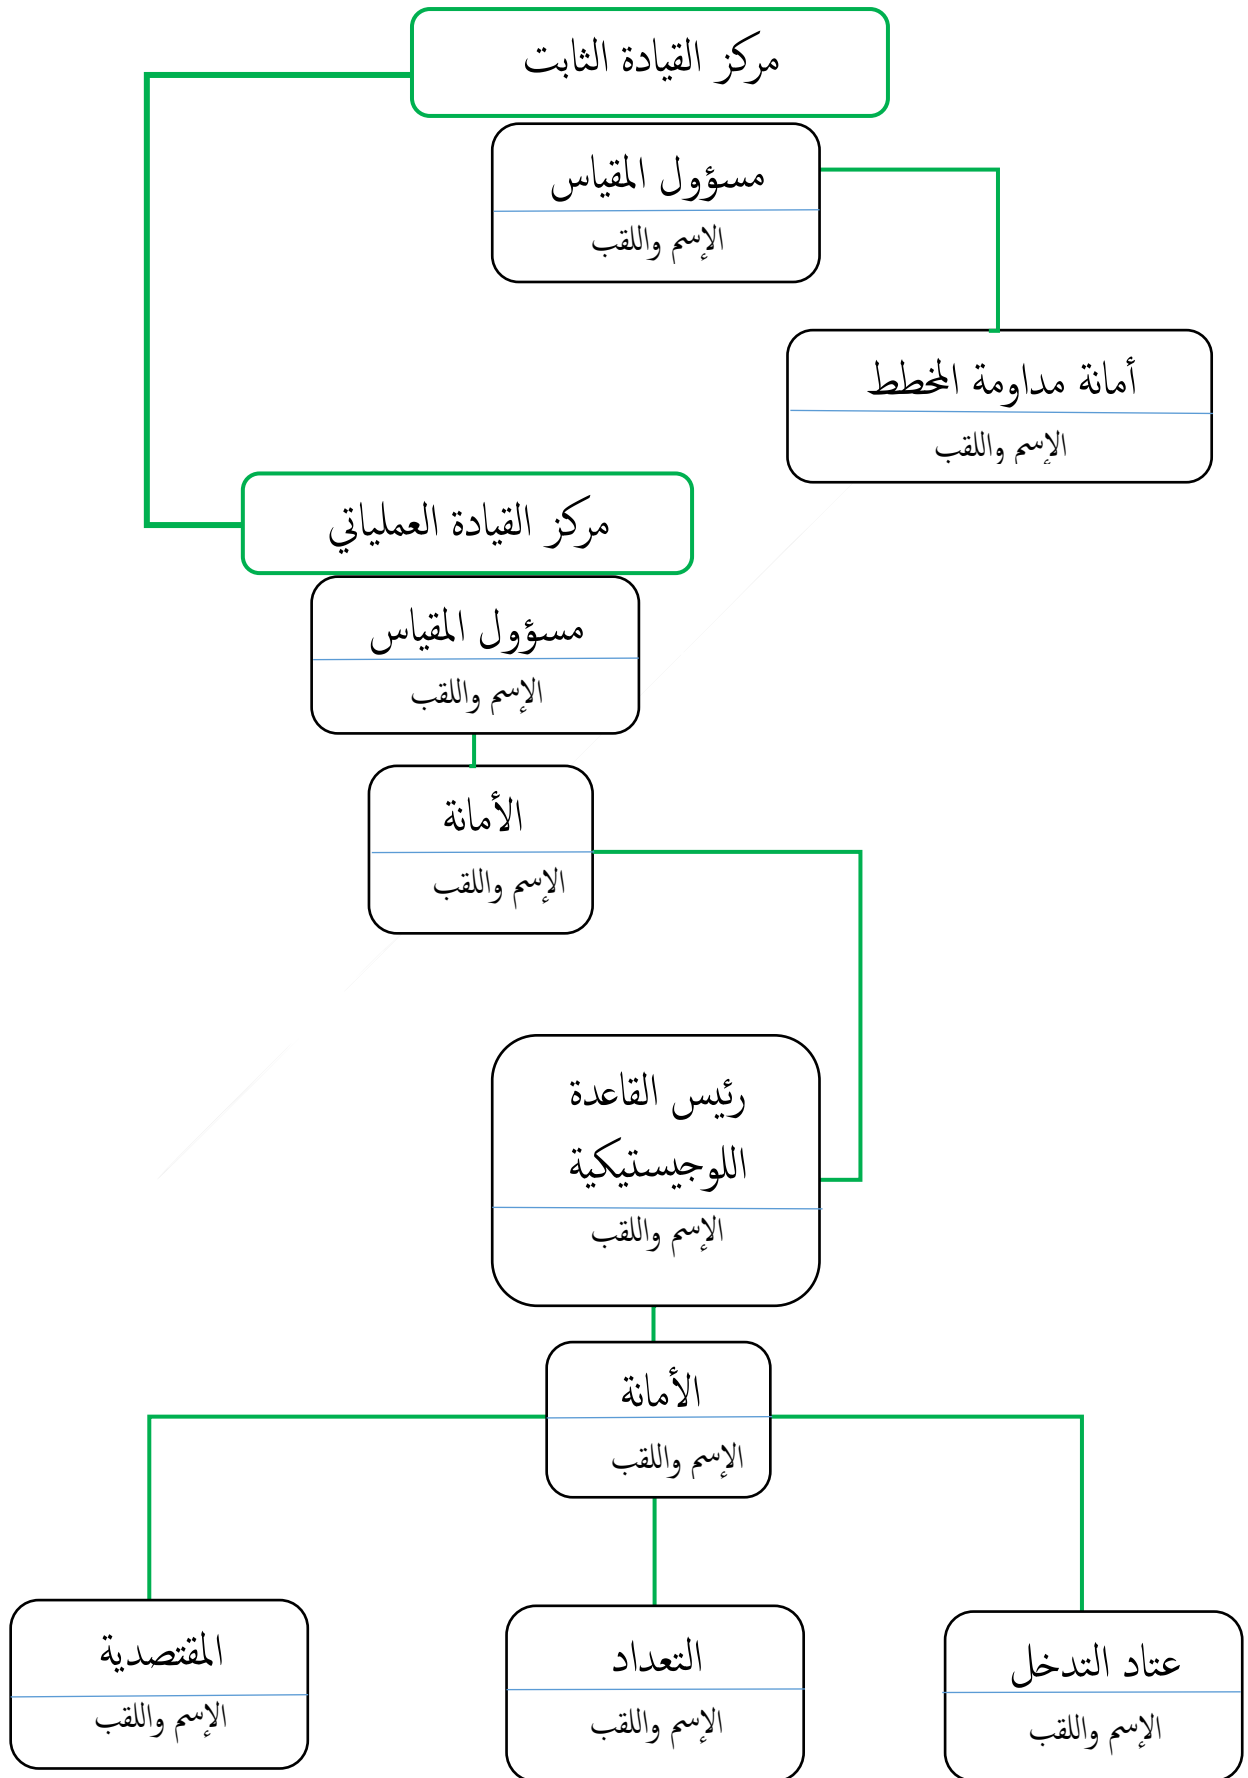 مركز القيادة الثابت
مسؤول المقياس
الإسم واللقب
أمانة مداومة المخطط
الإسم واللقب
مركز القيادة العملياتي
مسؤول المقياس
الإسم واللقب
الأمانة
الإسم واللقب
رئيس القاعدة
اللوجيستيكية
الإسم واللقب
الأمانة
الإسم واللقب
عتاد التدخل
الإسم واللقب
التعداد
الإسم واللقب
المقتصدية
الإسم واللقب